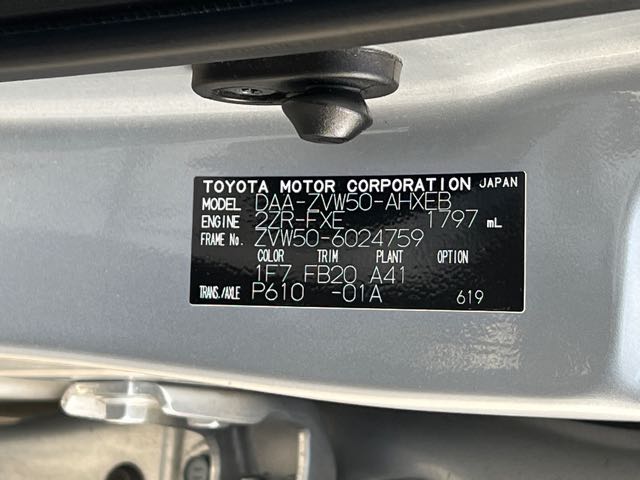 TOYOTA MOTOR CORPORATION JAPAN
MODEL DAA-ZVW50-AHXEB
ENGINE 2ZR-FXE 1797 mL
FRAME No. ZVW50-6024759
COLOR TRIM PLANT OPTION
1F7 FB20 A41
TRANS./AXLE P610 -01A 619